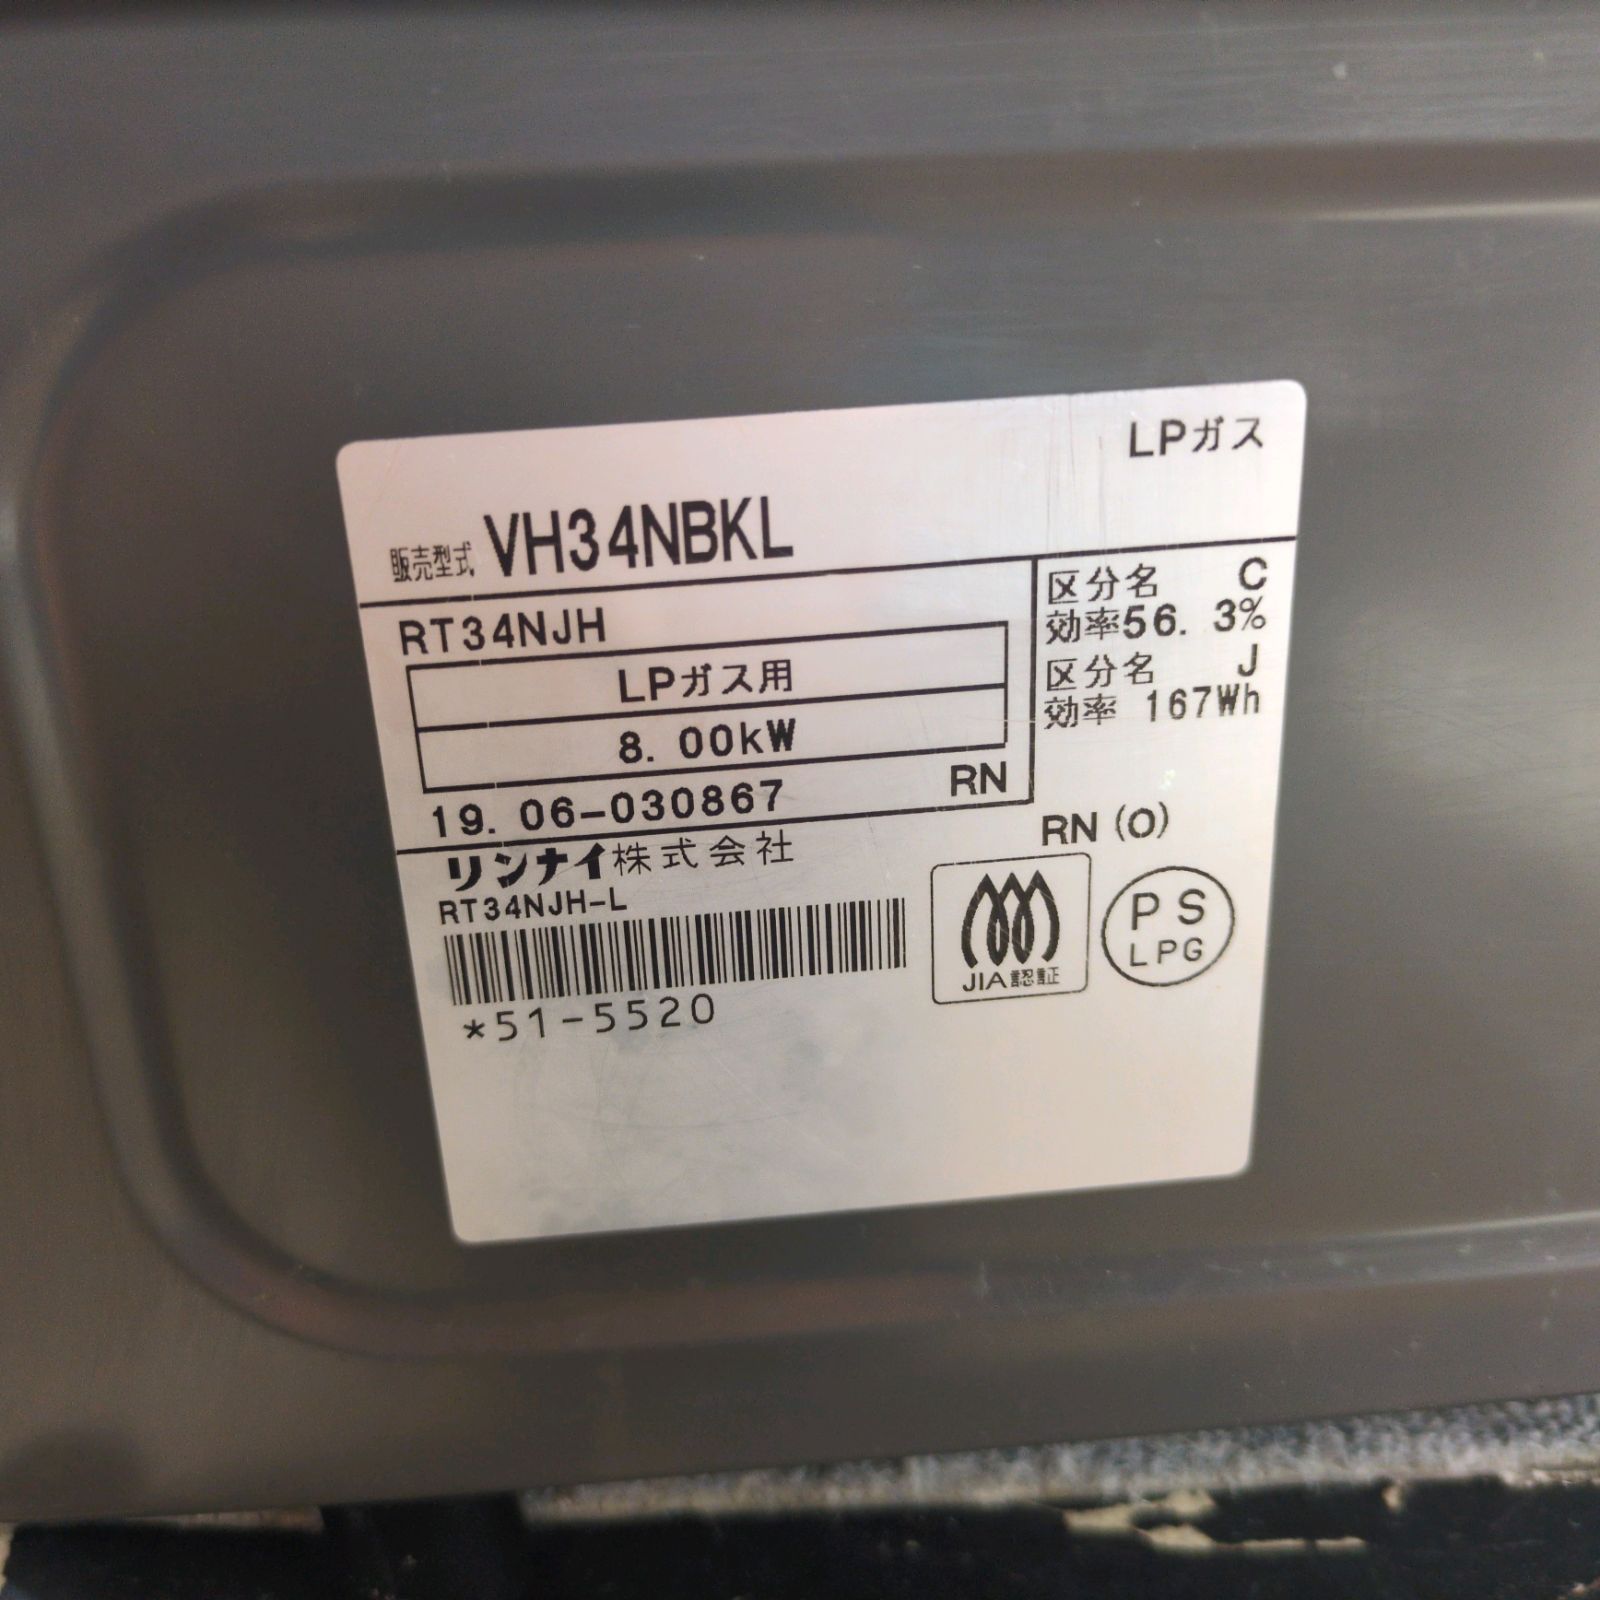 LPガス
販売型式 VH34NBKL
RT34NJH
LPガス用
8.00kW
19.06-030867 RN
区分名 C
効率56.3%
区分名 J
効率 167Wh
リンナイ株式会社
RN(O)
RT34NJH-L
*51-5520
JIA認証
PS
LPG